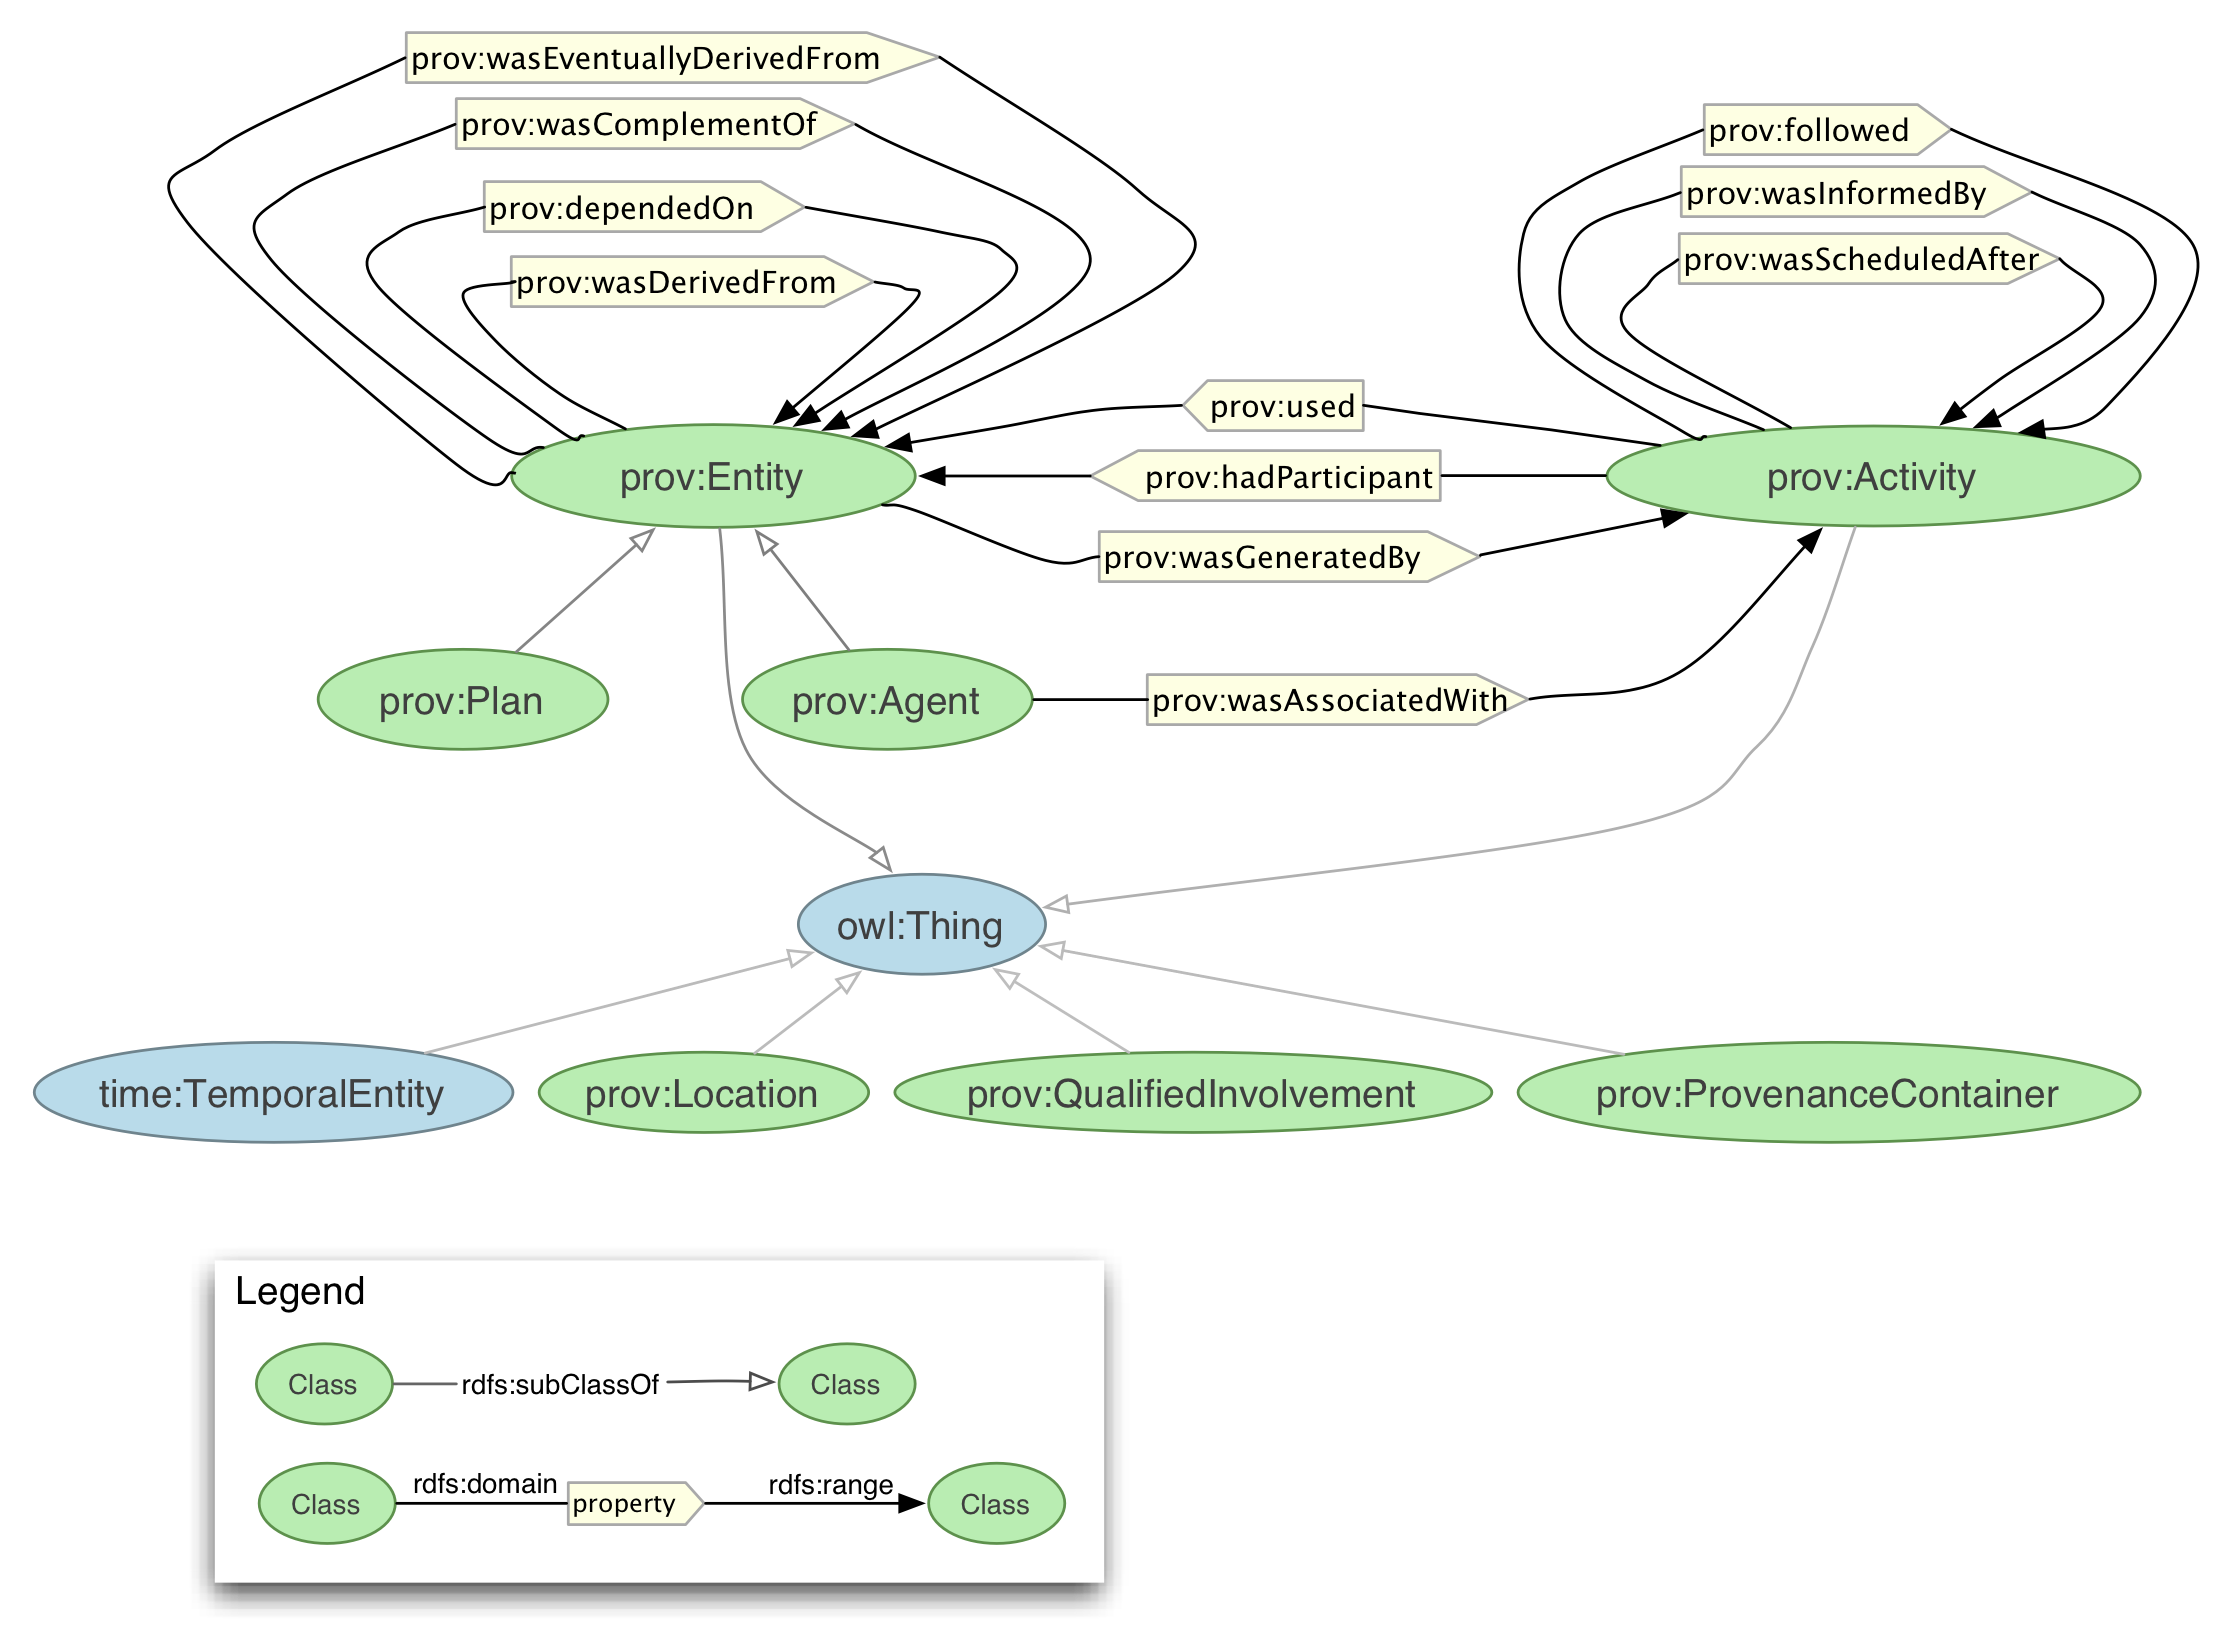 prov:wasEventuallyDerivedFrom
prov:wasComplementOf
prov:dependedOn
prov:wasDerivedFrom
prov:followed
prov:wasInformedBy
prov:wasScheduledAfter
prov:used
prov:Entity
prov:hadParticipant
prov:Activity
prov:wasGeneratedBy
prov:Plan
prov:Agent
prov:wasAssociatedWith
owl:Thing
time:TemporalEntity
prov:Location
prov:QualifiedInvolvement
prov:ProvenanceContainer
Legend
Class rdfs:subClassOf Class
Class rdfs:domain property rdfs:range Class